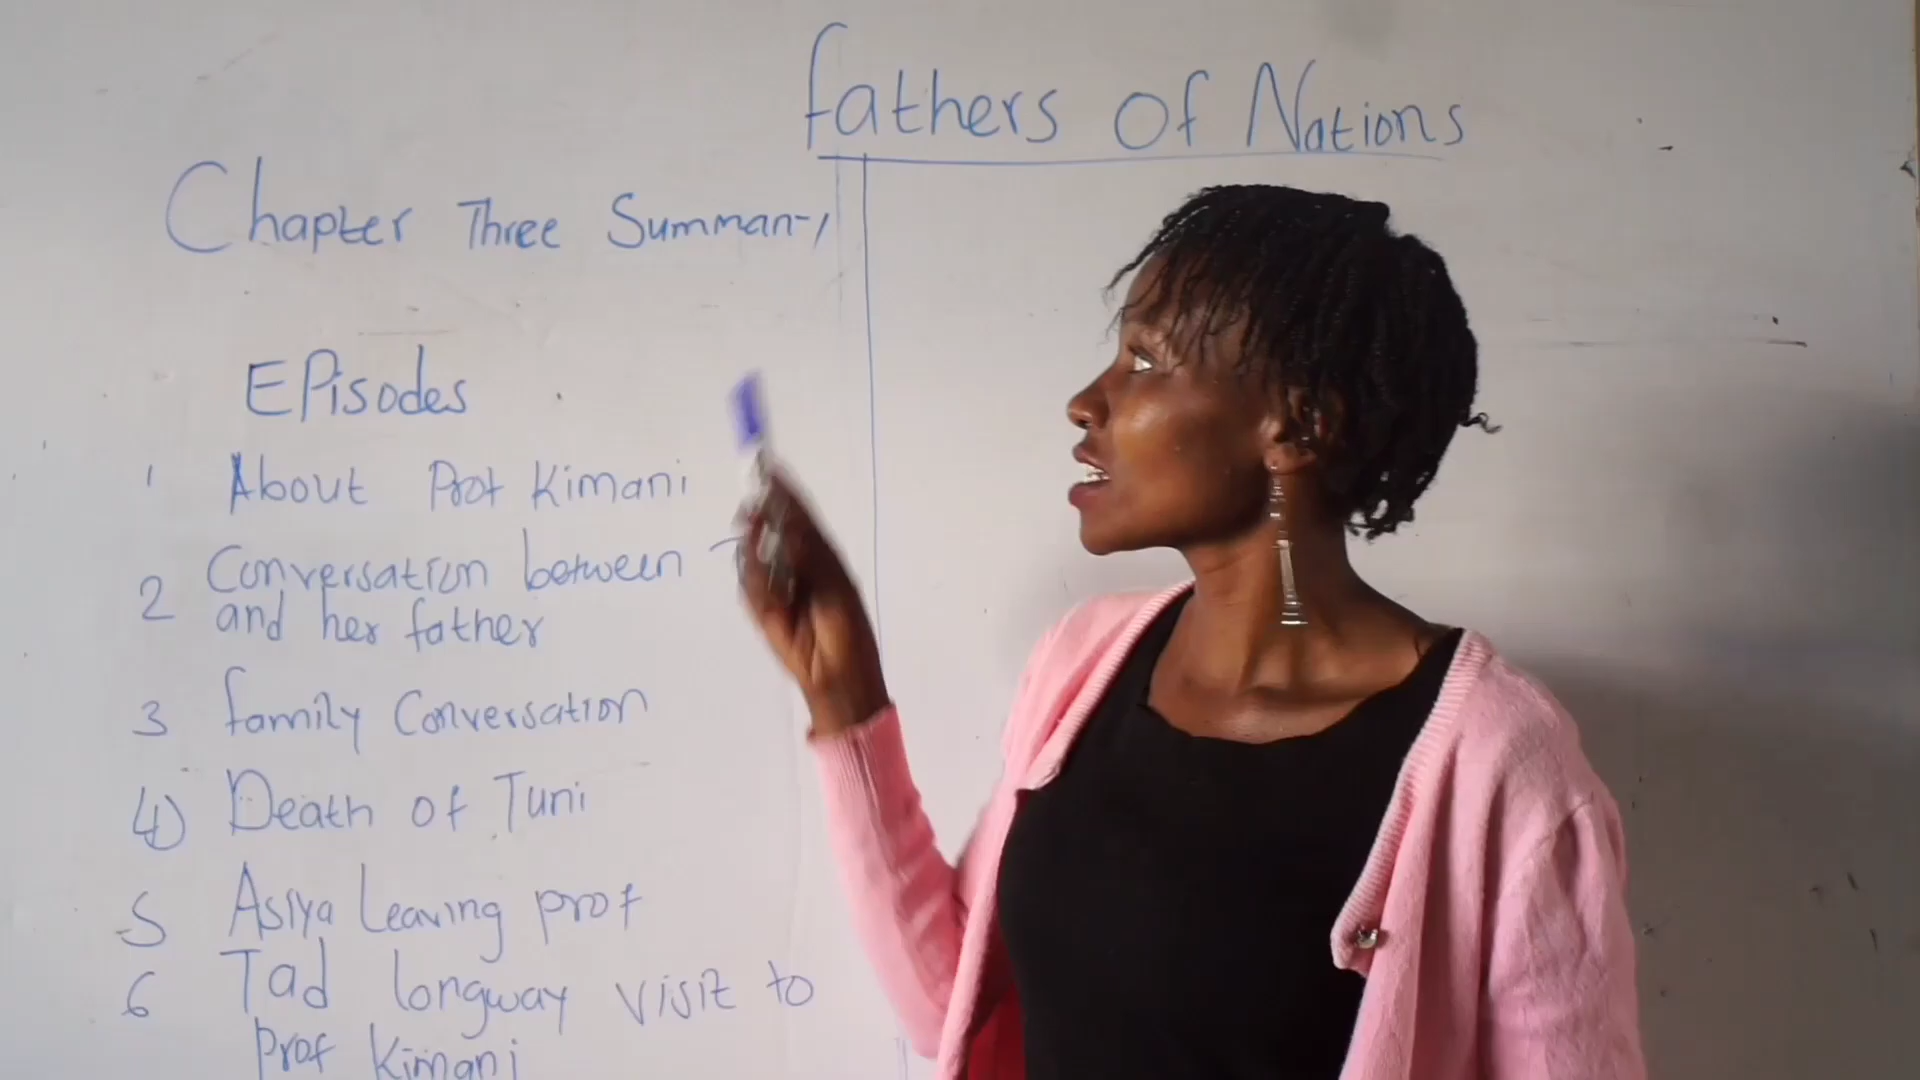 Fathers Of Nations
Chapter Three Summary
EPisodes
1 About Prof Kimani
2 Conversation between
and her father
3 family Conversation
4) Death of Tuni
5 Asiya Leaving prof
6 Tad longway visit to
Prof Kimani